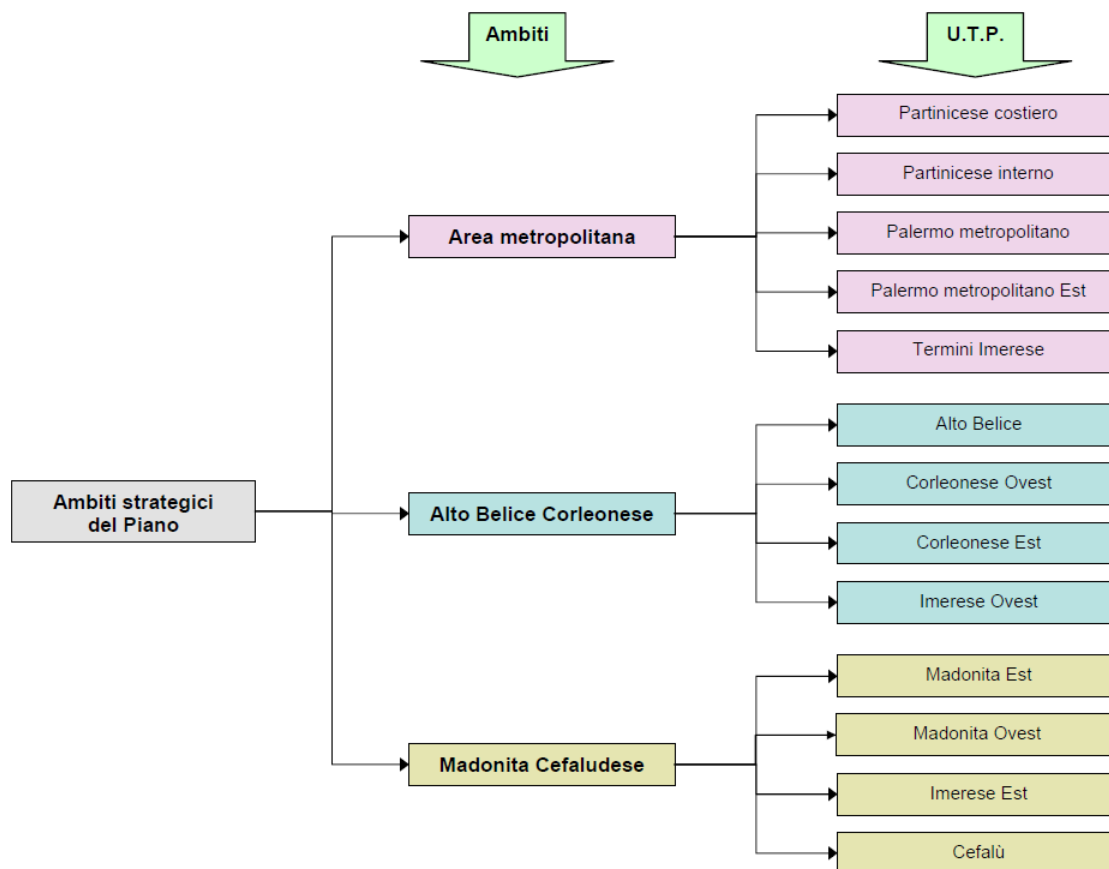 Ambiti
U.T.P.
Partinicese costiero
Partinicese interno
Area metropolitana
Palermo metropolitano
Palermo metropolitano Est
Termini Imerese
Alto Belice
Corleonese Ovest
Ambiti strategici
del Piano
Alto Belice Corleonese
Corleonese Est
Imerese Ovest
Madonita Est
Madonita Ovest
Madonita Cefaludese
Imerese Est
Cefalù